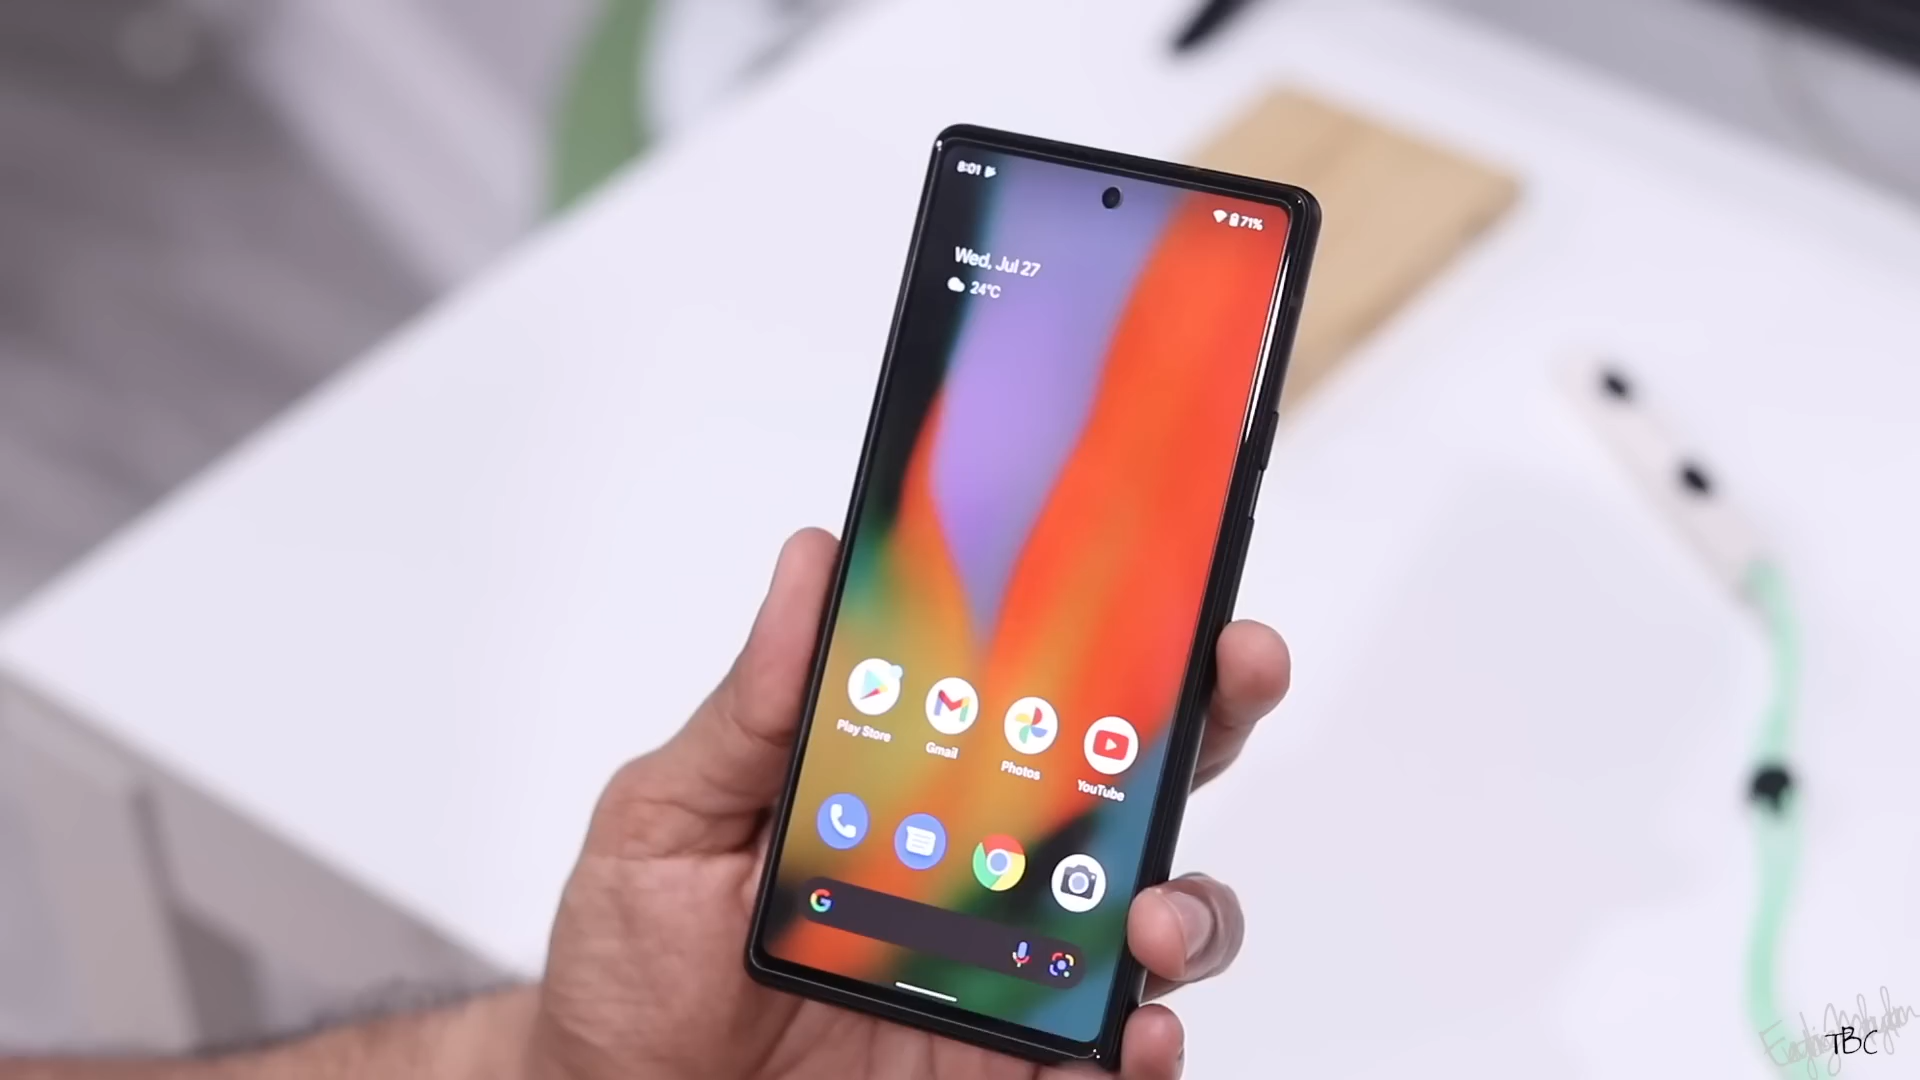 8:01
71%
Wed, Jul 27
24°C
Play Store
Gmail
Photos
YouTube
G
TBC